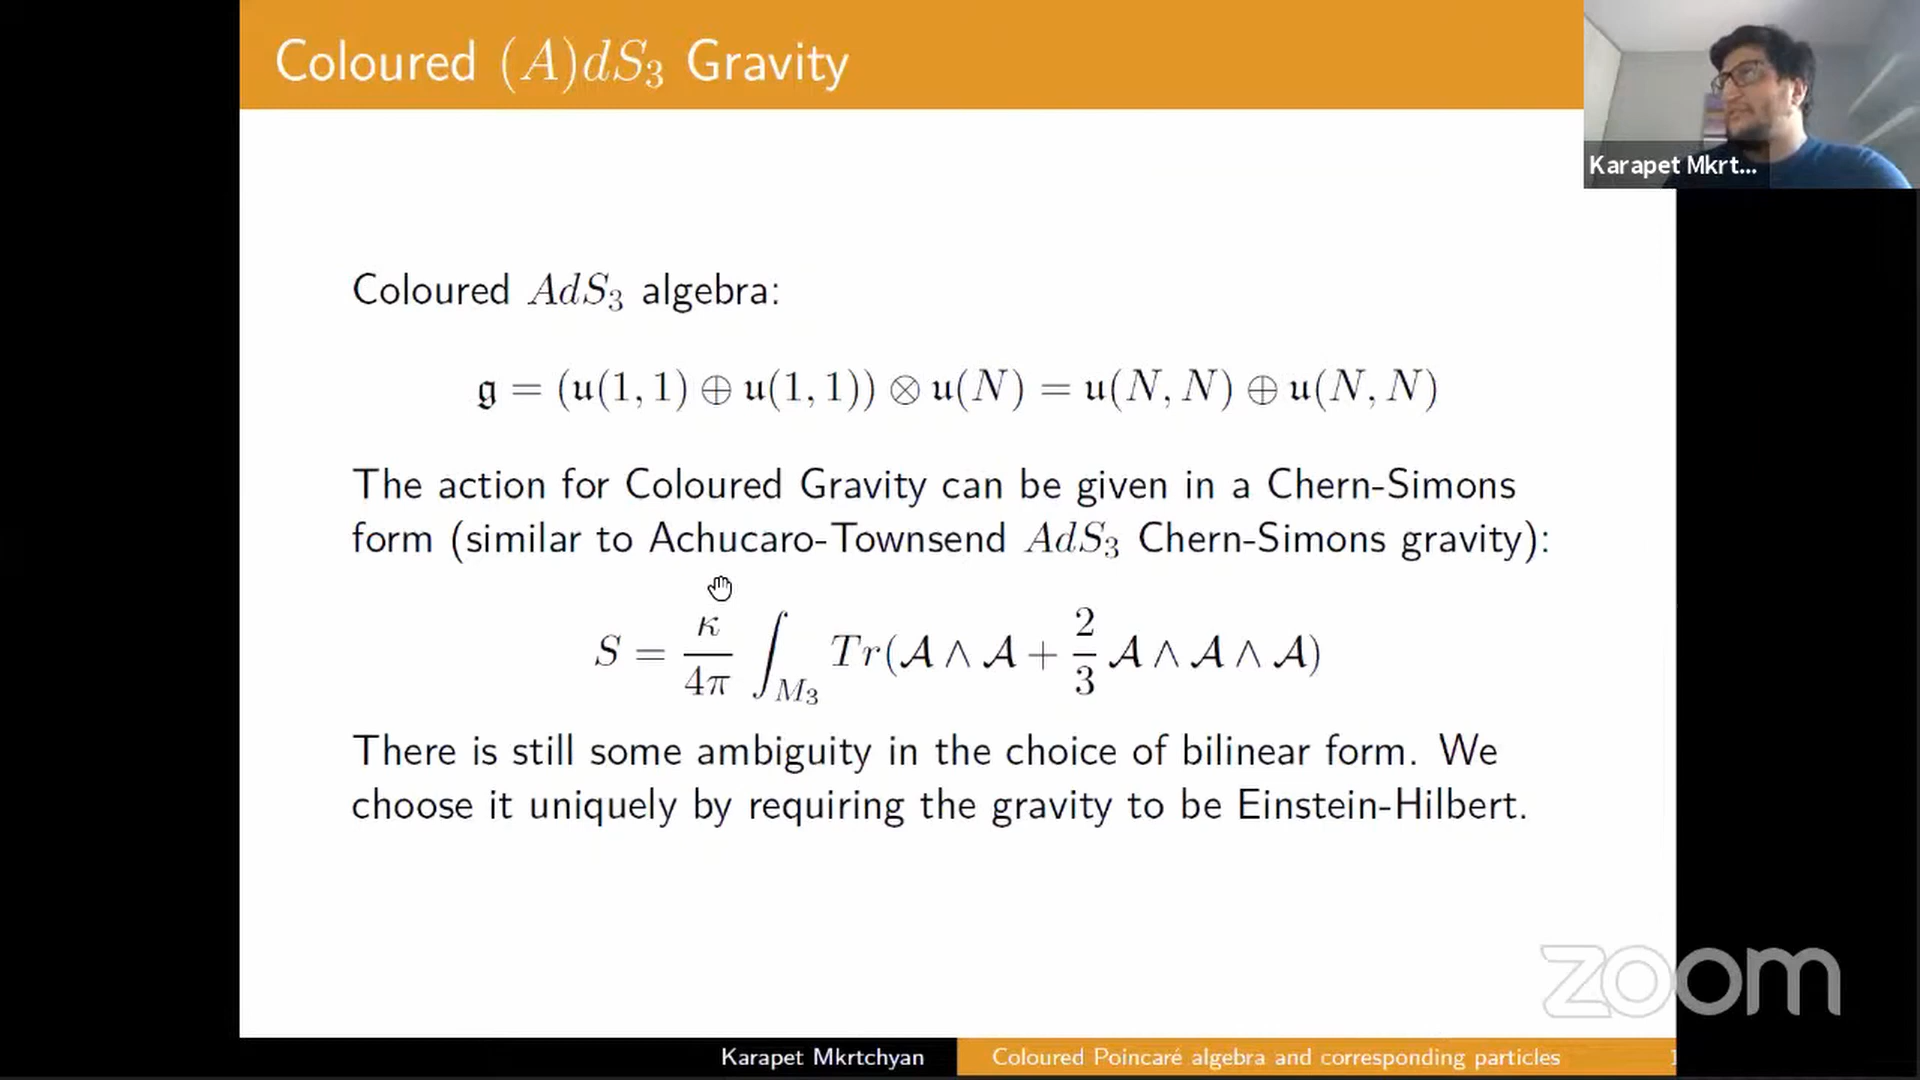 Coloured (A)dS₃ Gravity
Karapet Mkrt...
Coloured AdS₃ algebra:
𝔤 = (𝔲(1, 1) ⊕ 𝔲(1, 1)) ⊗ 𝔲(N) = 𝔲(N, N) ⊕ 𝔲(N, N)
The action for Coloured Gravity can be given in a Chern-Simons
form (similar to Achucaro-Townsend AdS₃ Chern-Simons gravity):
S = κ/4π ∫_{M₃} Tr(𝒜 ∧ 𝒜 + 2/3 𝒜 ∧ 𝒜 ∧ 𝒜)
There is still some ambiguity in the choice of bilinear form. We
choose it uniquely by requiring the gravity to be Einstein-Hilbert.
zoom
Karapet Mkrtchyan
Coloured Poincaré algebra and corresponding particles